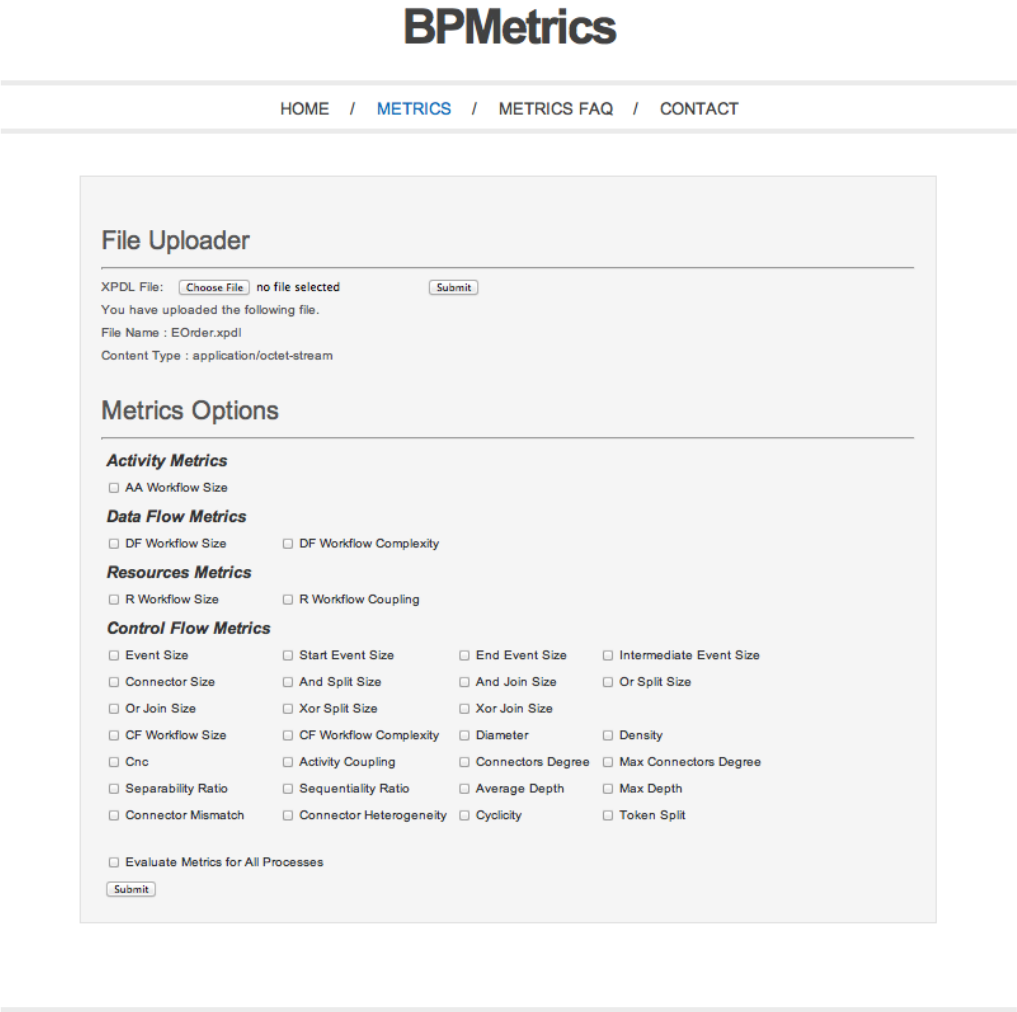 BPMetrics
HOME / METRICS / METRICS FAQ / CONTACT
File Uploader
XPDL File: Choose File no file selected Submit
You have uploaded the following file.
File Name : EOrder.xpdl
Content Type : application/octet-stream
Metrics Options
Activity Metrics
AA Workflow Size
Data Flow Metrics
DF Workflow Size DF Workflow Complexity
Resources Metrics
R Workflow Size R Workflow Coupling
Control Flow Metrics
Event Size Start Event Size End Event Size Intermediate Event Size
Connector Size And Split Size And Join Size Or Split Size
Or Join Size Xor Split Size Xor Join Size
CF Workflow Size CF Workflow Complexity Diameter Density
Cnc Activity Coupling Connectors Degree Max Connectors Degree
Separability Ratio Sequentiality Ratio Average Depth Max Depth
Connector Mismatch Connector Heterogeneity Cyclicity Token Split
Evaluate Metrics for All Processes
Submit